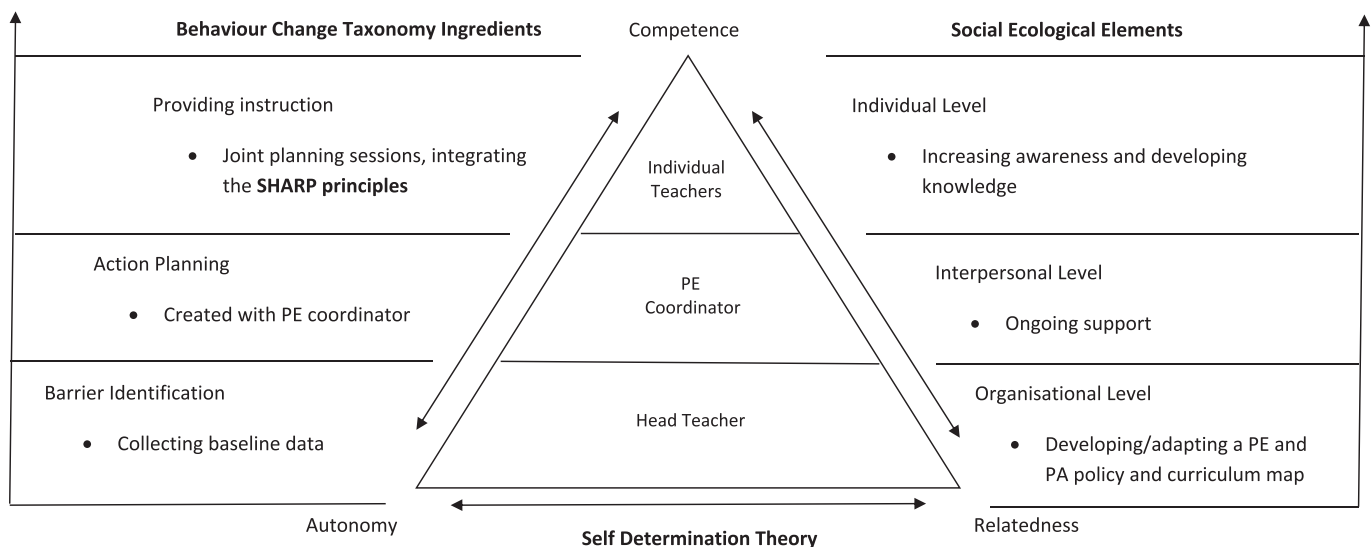 Behaviour Change Taxonomy Ingredients
Competence
Social Ecological Elements
Providing instruction
• Joint planning sessions, integrating
the SHARP principles
Individual
Teachers
Individual Level
• Increasing awareness and developing
knowledge
Action Planning
• Created with PE coordinator
PE
Coordinator
Interpersonal Level
• Ongoing support
Barrier Identification
• Collecting baseline data
Head Teacher
Organisational Level
• Developing/adapting a PE and
PA policy and curriculum map
Autonomy
Self Determination Theory
Relatedness